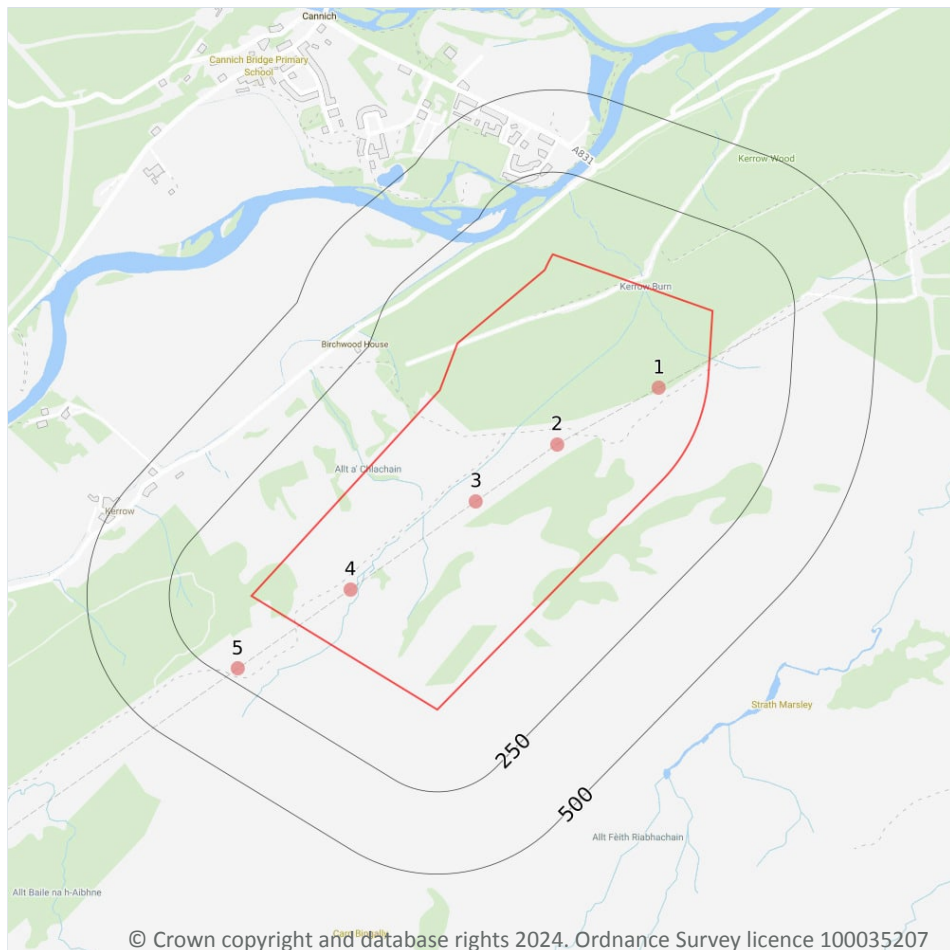 Cannich
Cannich Bridge Primary
School
A831
Kerrow Wood
Kerrow Burn
Birchwood House
1
2
Allt a' Chlachain
3
Kerrow
4
5
Strath Marsley
250
500
Allt Fèith Riabhachain
Allt Baile na h-Aibhne
© Crown copyright and database rights 2024. Ordnance Survey licence 100035207